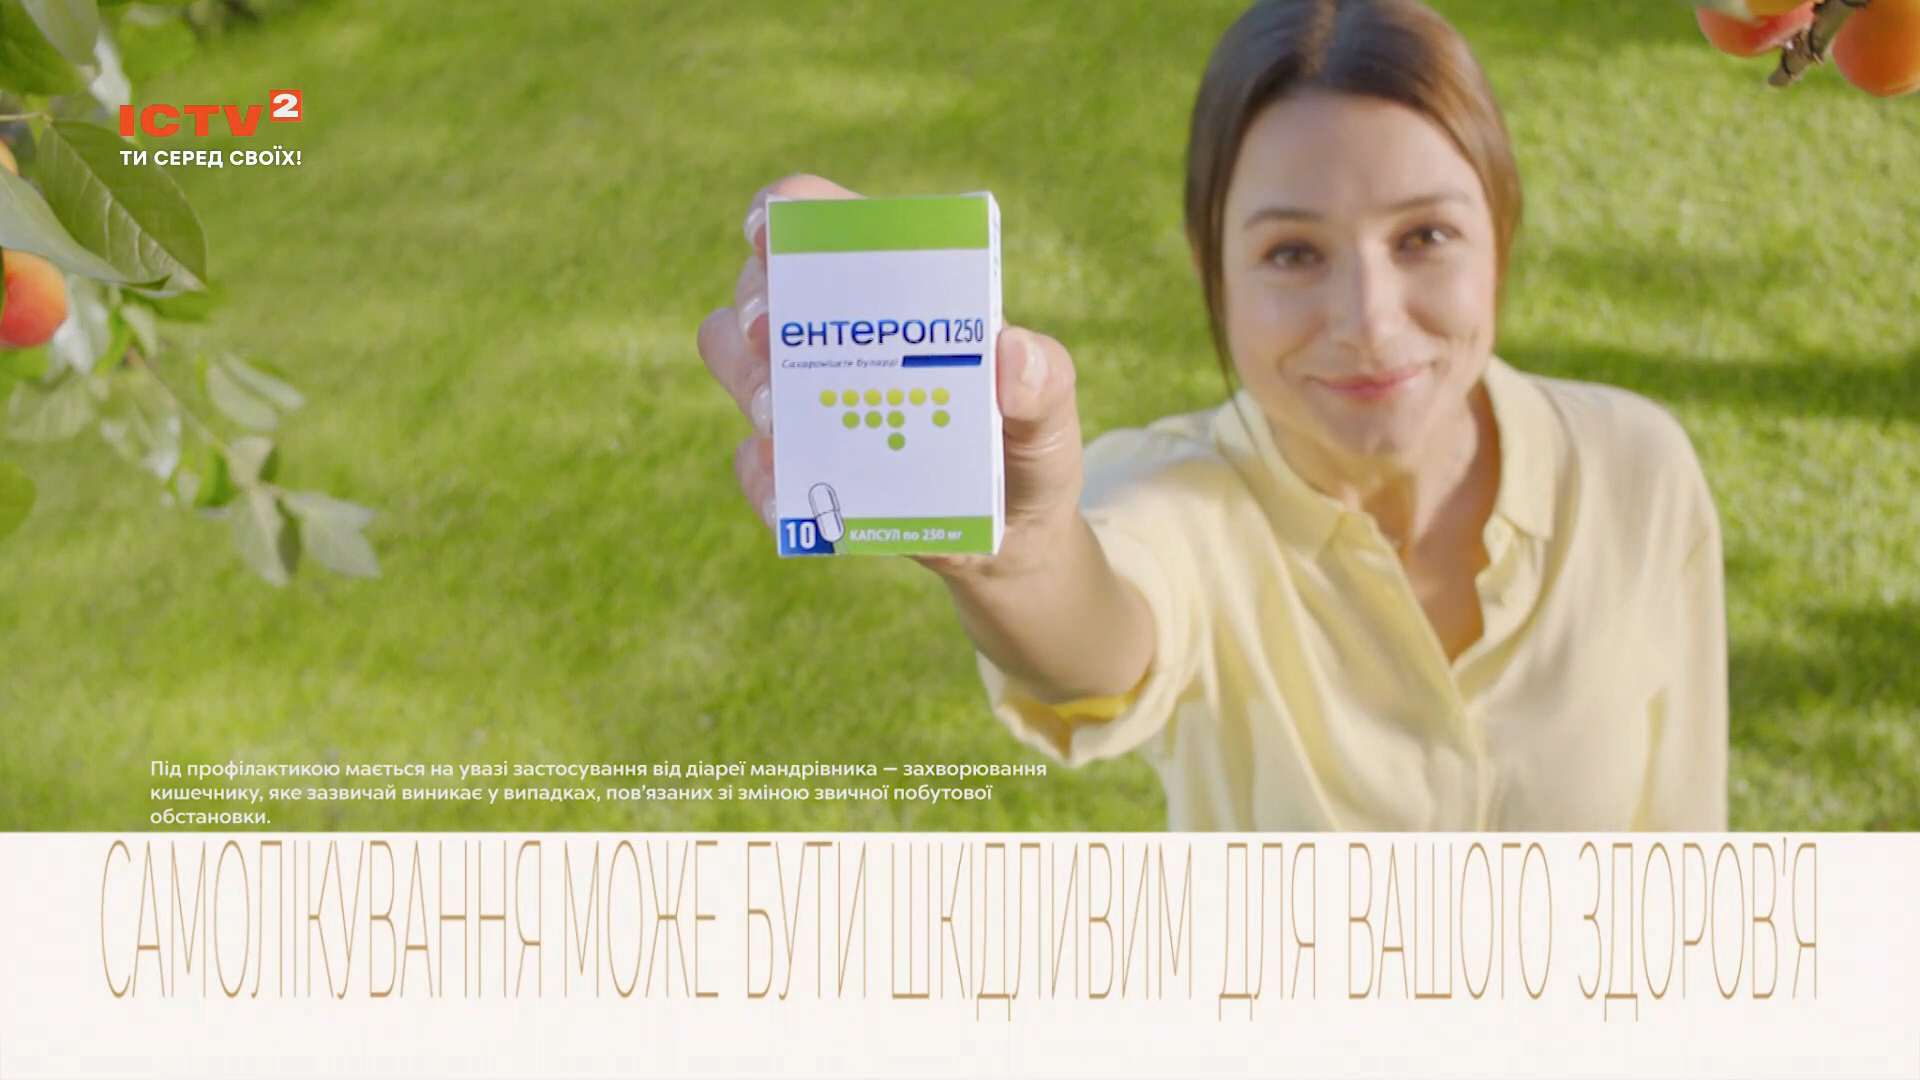 ICTV2
ТИ СЕРЕД СВОЇХ!
ентерол250
Сахароміцети буларді
10 КАПСУЛ по 250 мг
Під профілактикою мається на увазі застосування від діареї мандрівника — захворювання
кишечнику, яке зазвичай виникає у випадках, пов'язаних зі зміною звичної побутової
обстановки.
САМОЛІКУВАННЯ МОЖЕ БУТИ ШКІДЛИВИМ ДЛЯ ВАШОГО ЗДОРОВ'Я